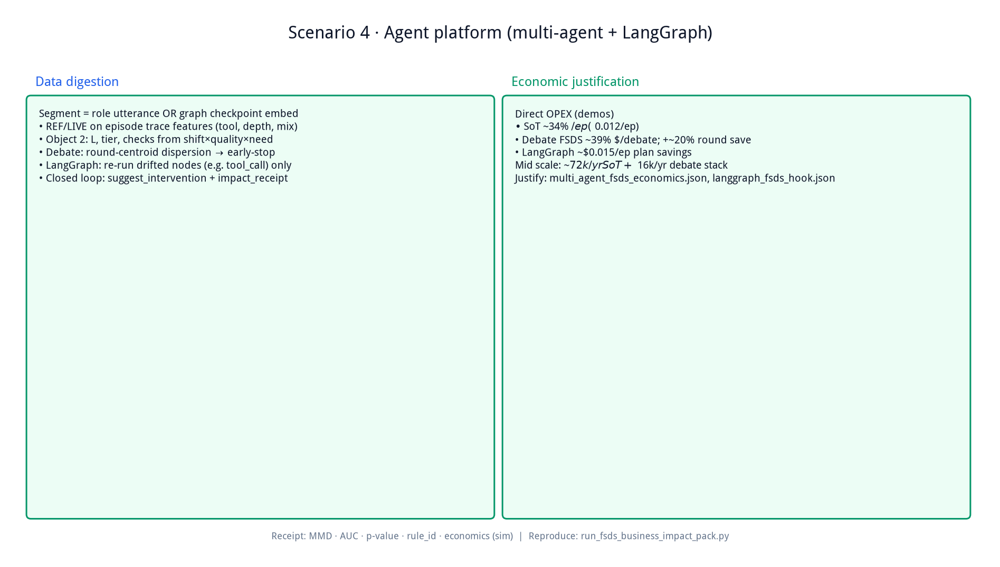 Scenario 4 · Agent platform (multi-agent + LangGraph)
Data digestion
Segment = role utterance OR graph checkpoint embed
• REF/LIVE on episode trace features (tool, depth, mix)
• Object 2: L, tier, checks from shift×quality×need
• Debate: round-centroid dispersion → early-stop
• LangGraph: re-run drifted nodes (e.g. tool_call) only
• Closed loop: suggest_intervention + impact_receipt
Economic justification
Direct OPEX (demos)
• SoT ~34% /ep( 0.012/ep)
• Debate FSDS ~39% $/debate; +~20% round save
• LangGraph ~$0.015/ep plan savings
Mid scale: ~72k/yrSoT + 16k/yr debate stack
Justify: multi_agent_fsds_economics.json, langgraph_fsds_hook.json
Receipt: MMD · AUC · p-value · rule_id · economics (sim) | Reproduce: run_fsds_business_impact_pack.py